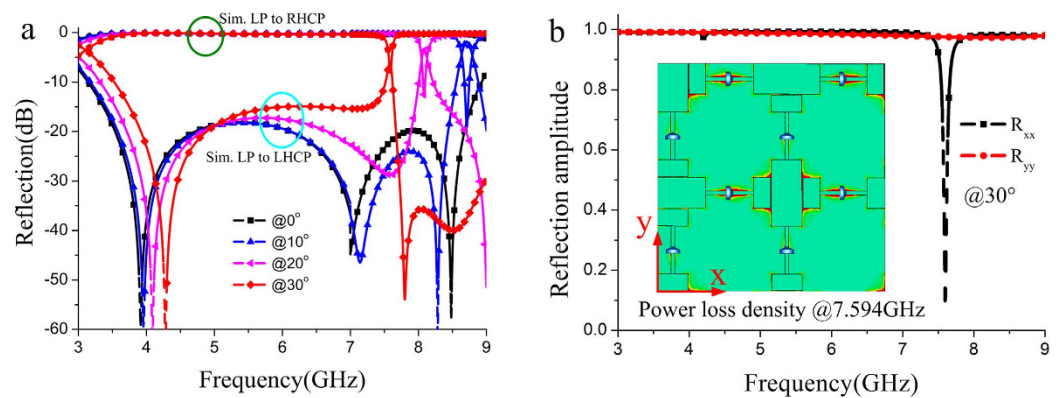 a
Sim. LP to RHCP
Sim. LP to LHCP
@0°
@10°
@20°
@30°
0
-10
-20
-30
-40
-50
-60
3 4 5 6 7 8 9
Reflection(dB)
Frequency(GHz)
b
1.0
0.8
0.6
0.4
0.2
0.0
Rxx
Ryy
@30°
y
x
Power loss density @7.594GHz
3 4 5 6 7 8 9
Reflection amplitude
Frequency(GHz)